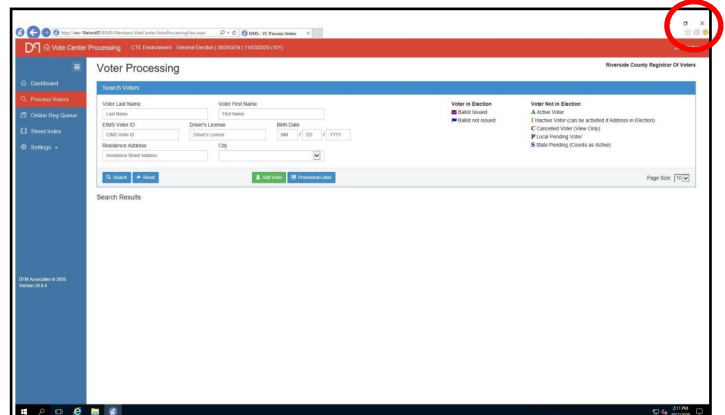 EIMS - VC Process Voters
Vote Center Processing CTE Environment General Election | 2020GEN | 11/03/2020 (101)
Voter Processing
Riverside County Registrar Of Voters
Dashboard
Process Voters
Online Reg Queue
Street Index
Settings
Search Voters
Voter Last Name Voter First Name
Last Name First Name
EIMS Voter ID Driver's License Birth Date
EIMS Voter ID Driver's License MM / DD / YYYY
Residence Address City
Residence Street Address
Voter in Election
Ballot Issued
Ballot not Issued
Voter Not in Election
A Active Voter
I Inactive Voter (can be activated if Address in Election)
C Cancelled Voter (View Only)
P Local Pending Voter
S State Pending (Counts as Active)
Search Reset Add Voter Provisional Label Page Size 10
Search Results
DFM Associates © 2020
Version 20.8.4
2:11 PM